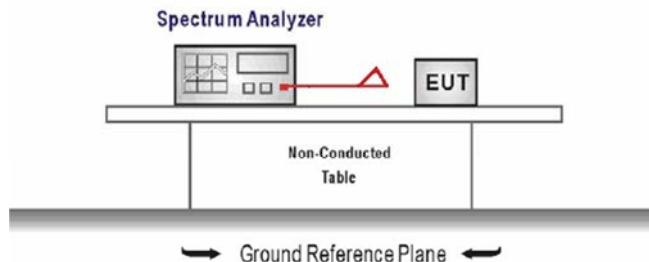 Spectrum Analyzer
EUT
Non-Conducted
Table
Ground Reference Plane